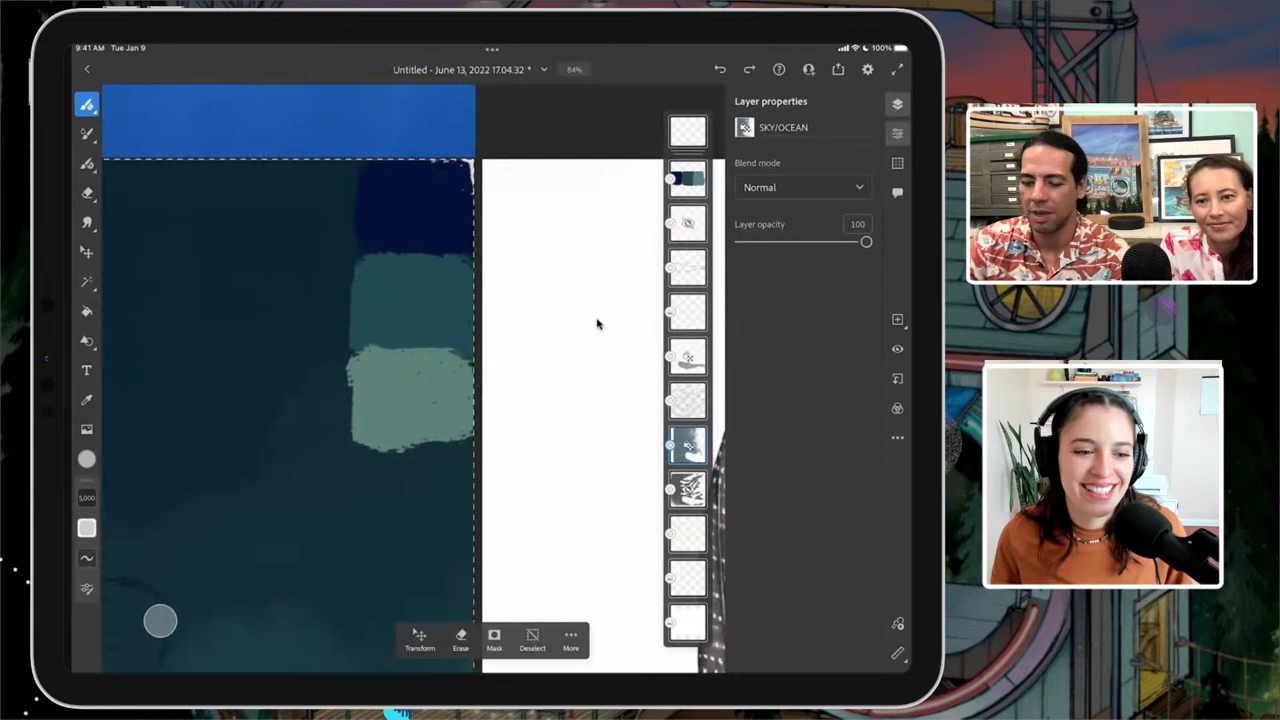 9:41 AM Tue Jan 9
100%
Untitled - June 13, 2022 17.04.32 *
84%
Layer properties
SKY/OCEAN
Blend mode
Normal
Layer opacity
100
5,000
T
Transform
Erase
Mask
Deselect
More